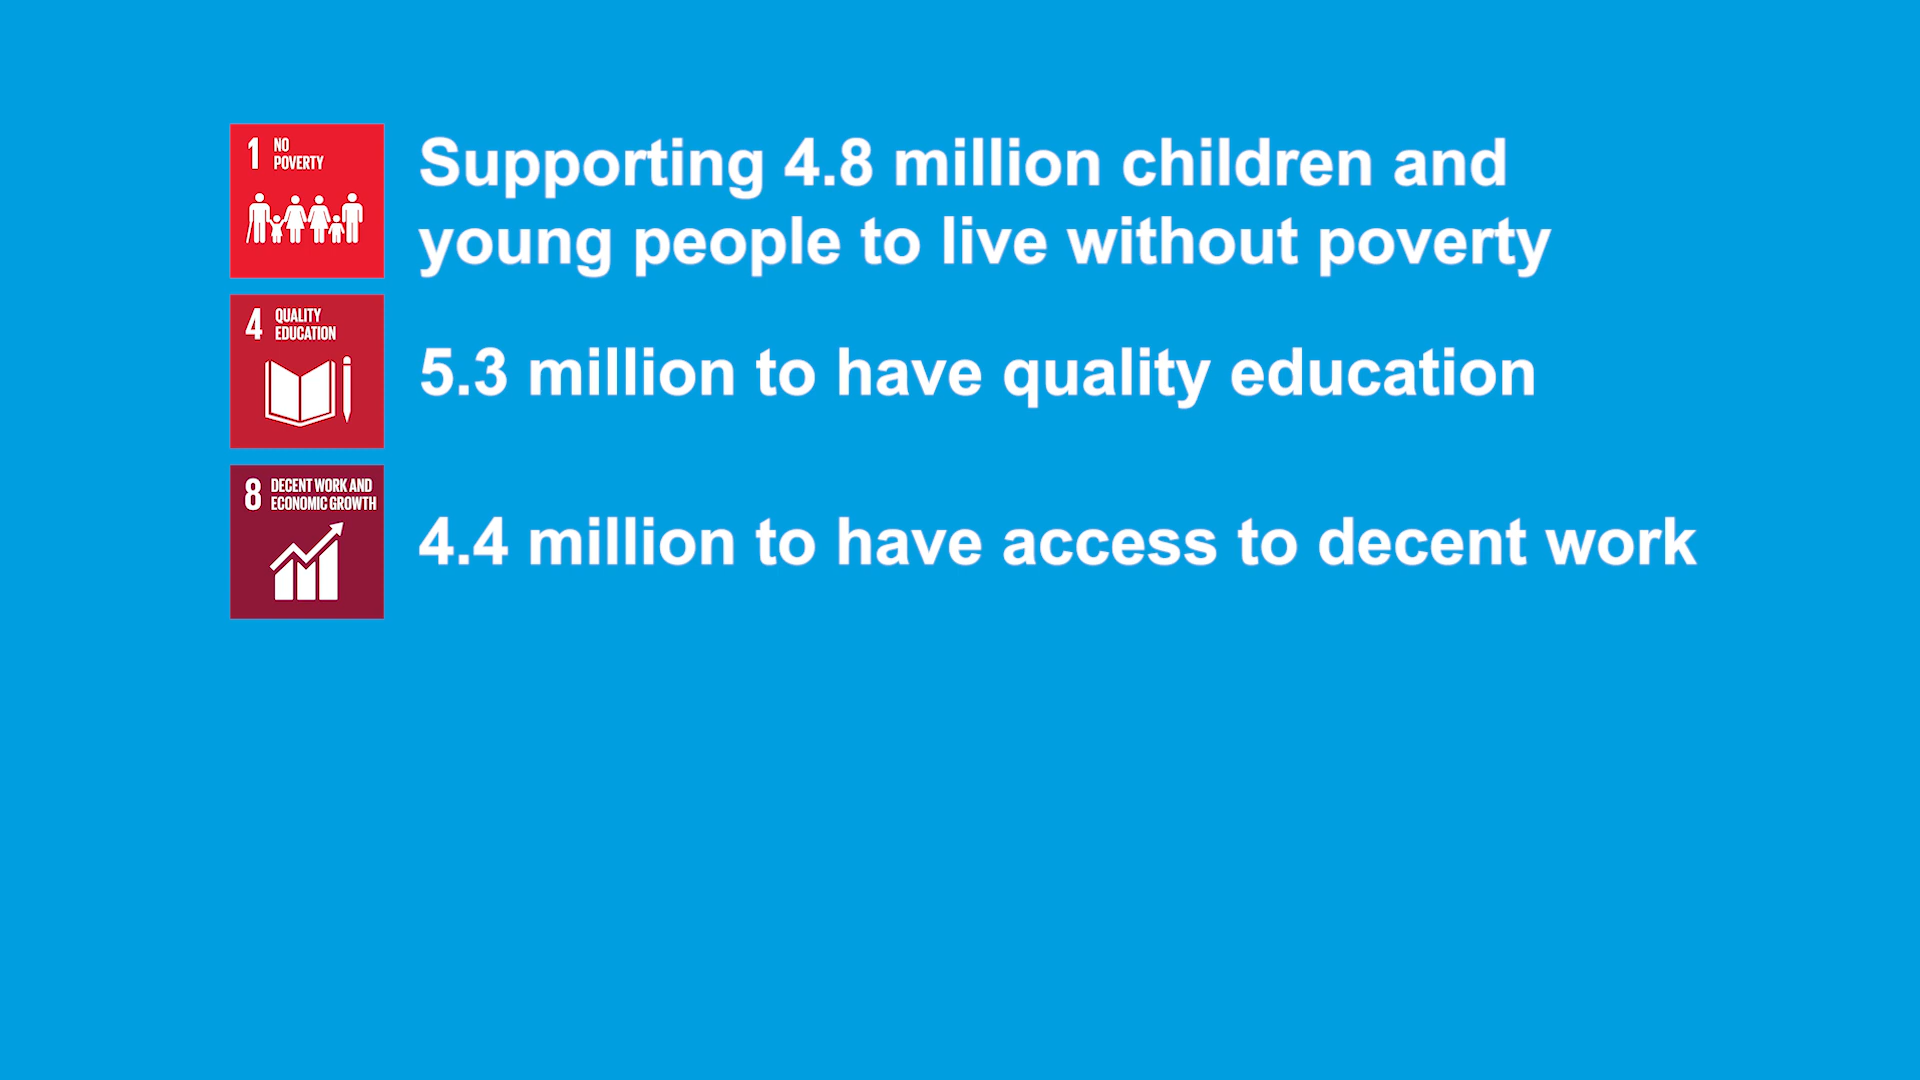 1 NO
POVERTY
Supporting 4.8 million children and
young people to live without poverty
4 QUALITY
EDUCATION
5.3 million to have quality education
8 DECENT WORK AND
ECONOMIC GROWTH
4.4 million to have access to decent work